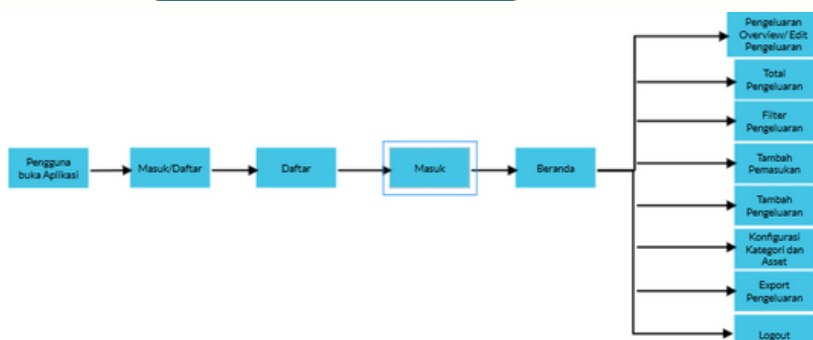 Pengguna
buka Aplikasi
Masuk/Daftar
Daftar
Masuk
Beranda
Pengeluaran
Overview/ Edit
Pengeluaran
Total
Pengeluaran
Filter
Pengeluaran
Tambah
Pemasukan
Tambah
Pengeluaran
Konfigurasi
Kategori dan
Asset
Export
Pengeluaran
Logout